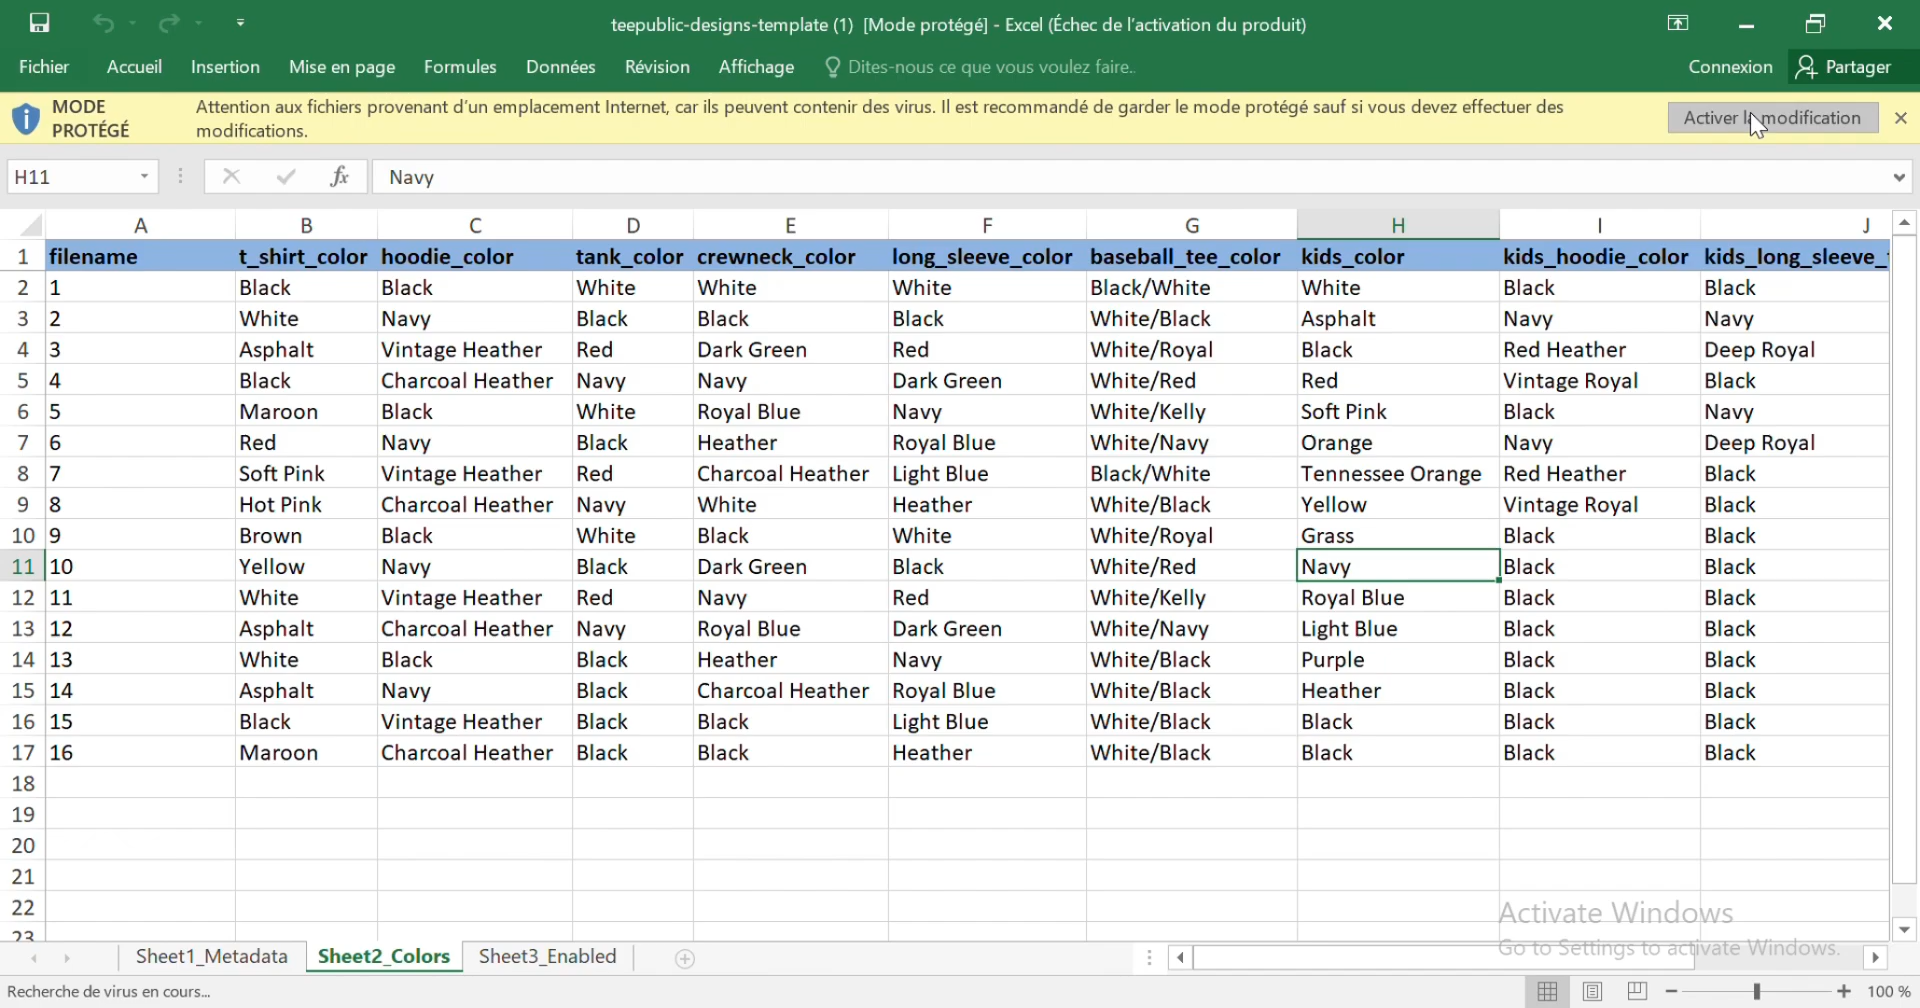 teepublic-designs-template (1) [Mode protégé] - Excel (Échec de l'activation du produit)
Fichier Accueil Insertion Mise en page Formules Données Révision Affichage Dites-nous ce que vous voulez faire.. Connexion Partager
MODE PROTÉGÉ
Attention aux fichiers provenant d'un emplacement Internet, car ils peuvent contenir des virus. Il est recommandé de garder le mode protégé sauf si vous devez effectuer des
modifications.
Activer la modification
H11 fx Navy
A B C D E F G H I J
1 filename t_shirt_color hoodie_color tank_color crewneck_color long_sleeve_color baseball_tee_color kids_color kids_hoodie_color kids_long_sleeve_
2 1 Black Black White White White Black/White White Black Black
3 2 White Navy Black Black Black White/Black Asphalt Navy Navy
4 3 Asphalt Vintage Heather Red Dark Green Red White/Royal Black Red Heather Deep Royal
5 4 Black Charcoal Heather Navy Navy Dark Green White/Red Red Vintage Royal Black
6 5 Maroon Black White Royal Blue Navy White/Kelly Soft Pink Black Navy
7 6 Red Navy Black Heather Royal Blue White/Navy Orange Navy Deep Royal
8 7 Soft Pink Vintage Heather Red Charcoal Heather Light Blue Black/White Tennessee Orange Red Heather Black
9 8 Hot Pink Charcoal Heather Navy White Heather White/Black Yellow Vintage Royal Black
10 9 Brown Black White Black White White/Royal Grass Black Black
11 10 Yellow Navy Black Dark Green Black White/Red Navy Black Black
12 11 White Vintage Heather Red Navy Red White/Kelly Royal Blue Black Black
13 12 Asphalt Charcoal Heather Navy Royal Blue Dark Green White/Navy Light Blue Black Black
14 13 White Black Black Heather Navy White/Black Purple Black Black
15 14 Asphalt Navy Black Charcoal Heather Royal Blue White/Black Heather Black Black
16 15 Black Vintage Heather Black Black Light Blue White/Black Black Black Black
17 16 Maroon Charcoal Heather Black Black Heather White/Black Black Black Black
18
19
20
21
22
23
Activate Windows
Go to Settings to activate Windows.
Sheet1_Metadata Sheet2_Colors Sheet3_Enabled
Recherche de virus en cours... 100 %